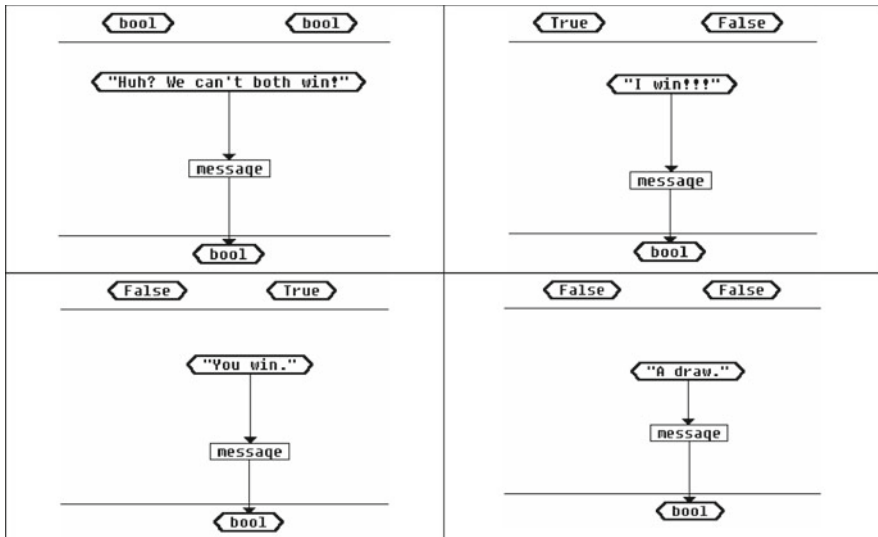 bool bool
"Huh? We can't both win!"
message
bool
True False
"I win!!!"
message
bool
False True
"You win."
message
bool
False False
"A draw."
message
bool